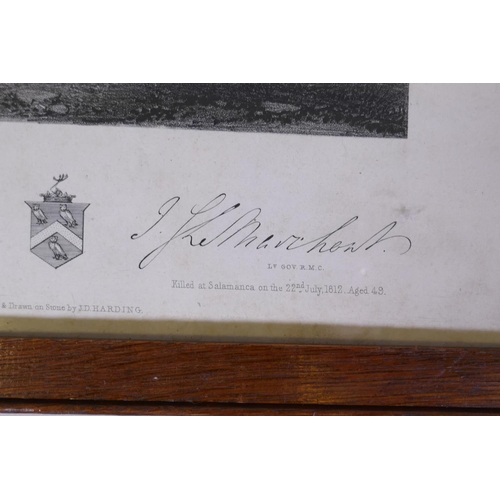 J. G. Le Marchant.
Lt GOV. R.M.C.
Killed at Salamanca on the 22nd July, 1812. Aged 48.
& Drawn on Stone by J.D. HARDING.